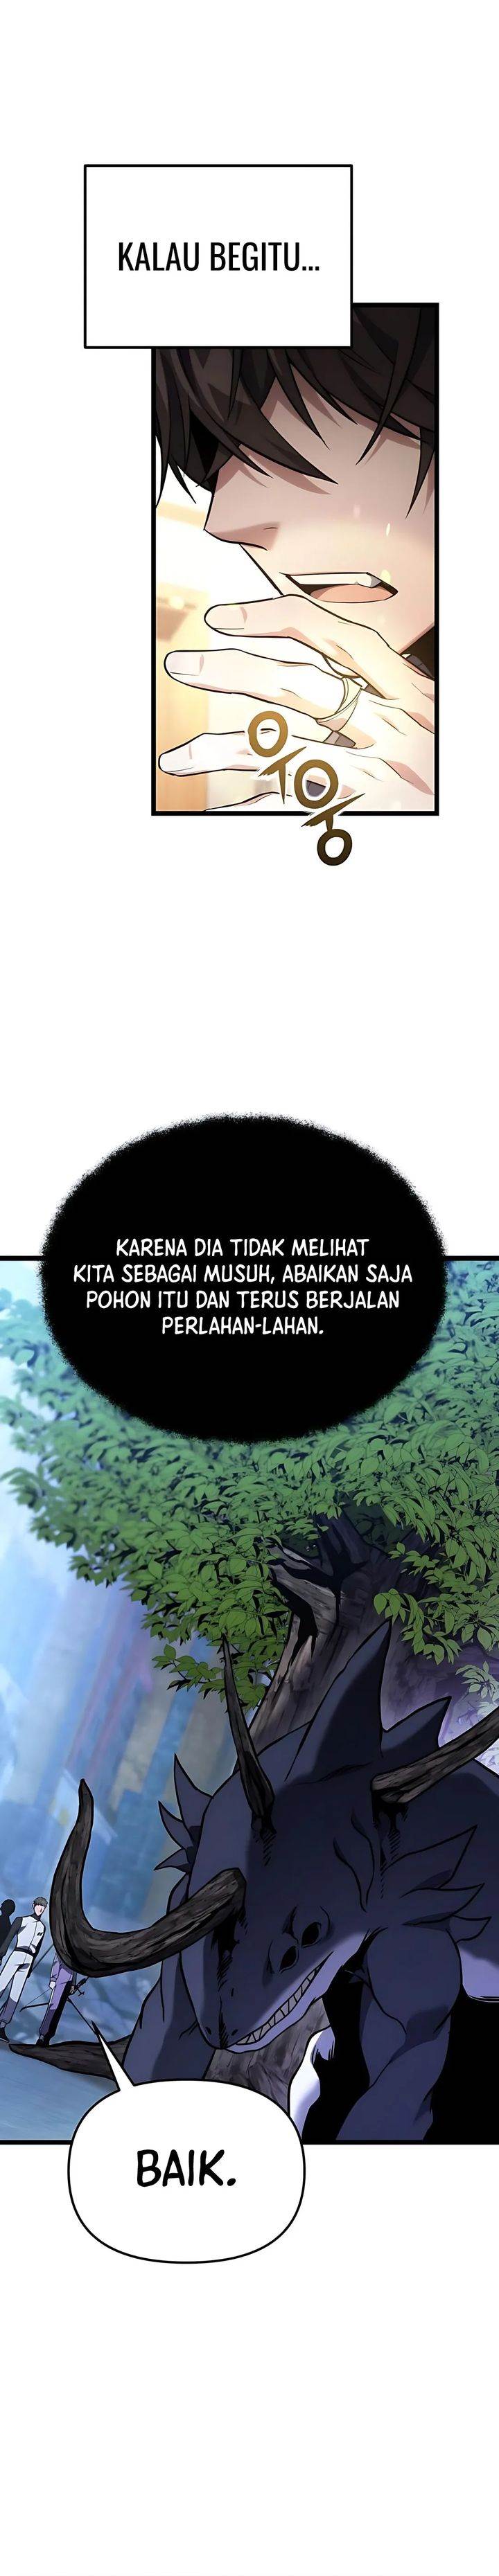 KALAU BEGITU...
우웅
KARENA DIA TIDAK MELIHAT
KITA SEBAGAI MUSUH, ABAIKAN SAJA
POHON ITU DAN TERUS BERJALAN
PERLAHAN-LAHAN.
BAIK.